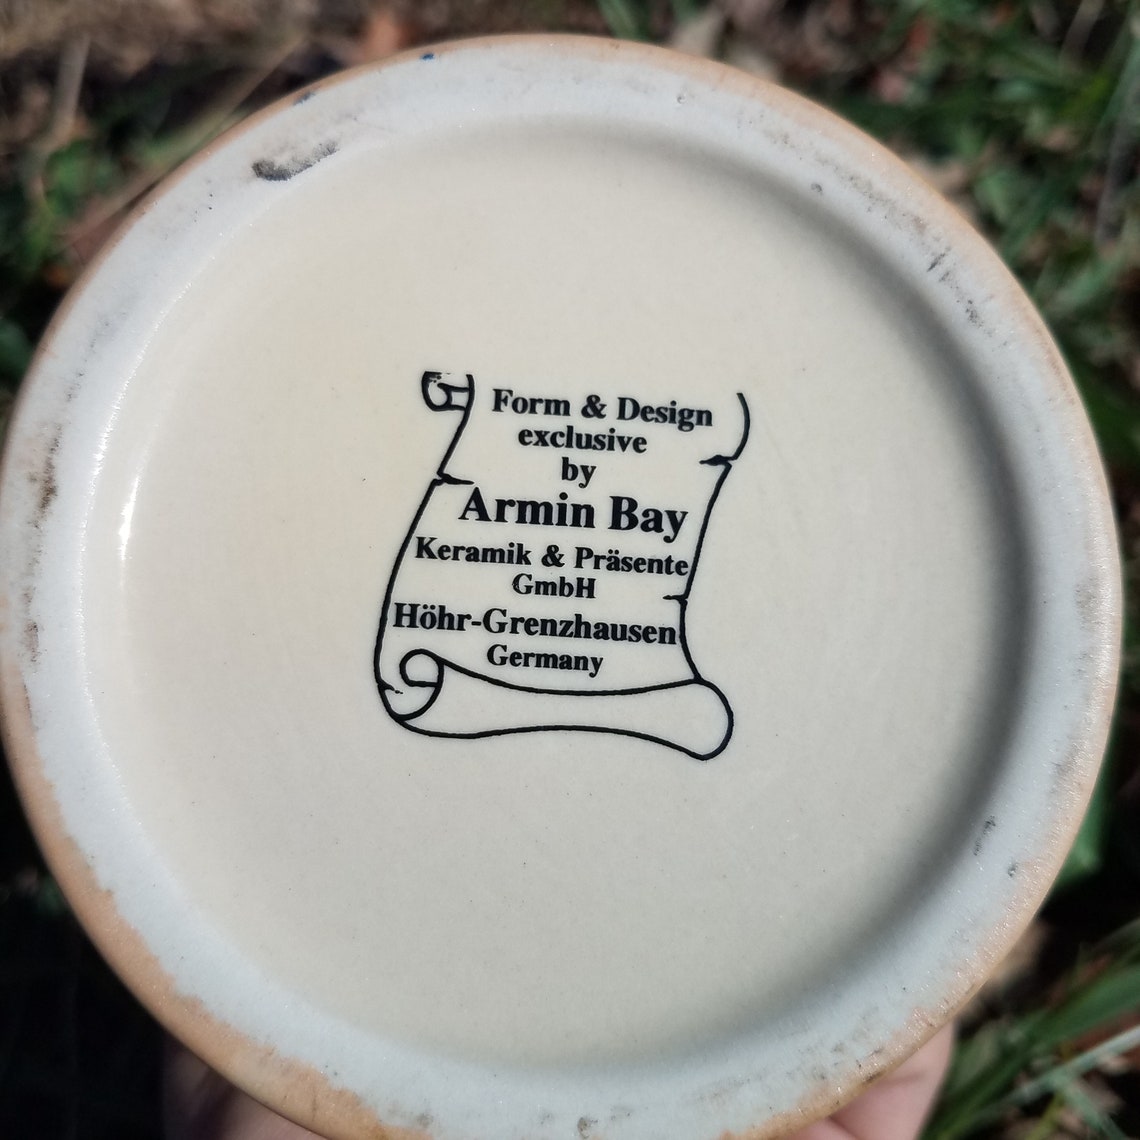 Form & Design
exclusive
by
Armin Bay
Keramik & Präsente
GmbH
Höhr-Grenzhausen
Germany